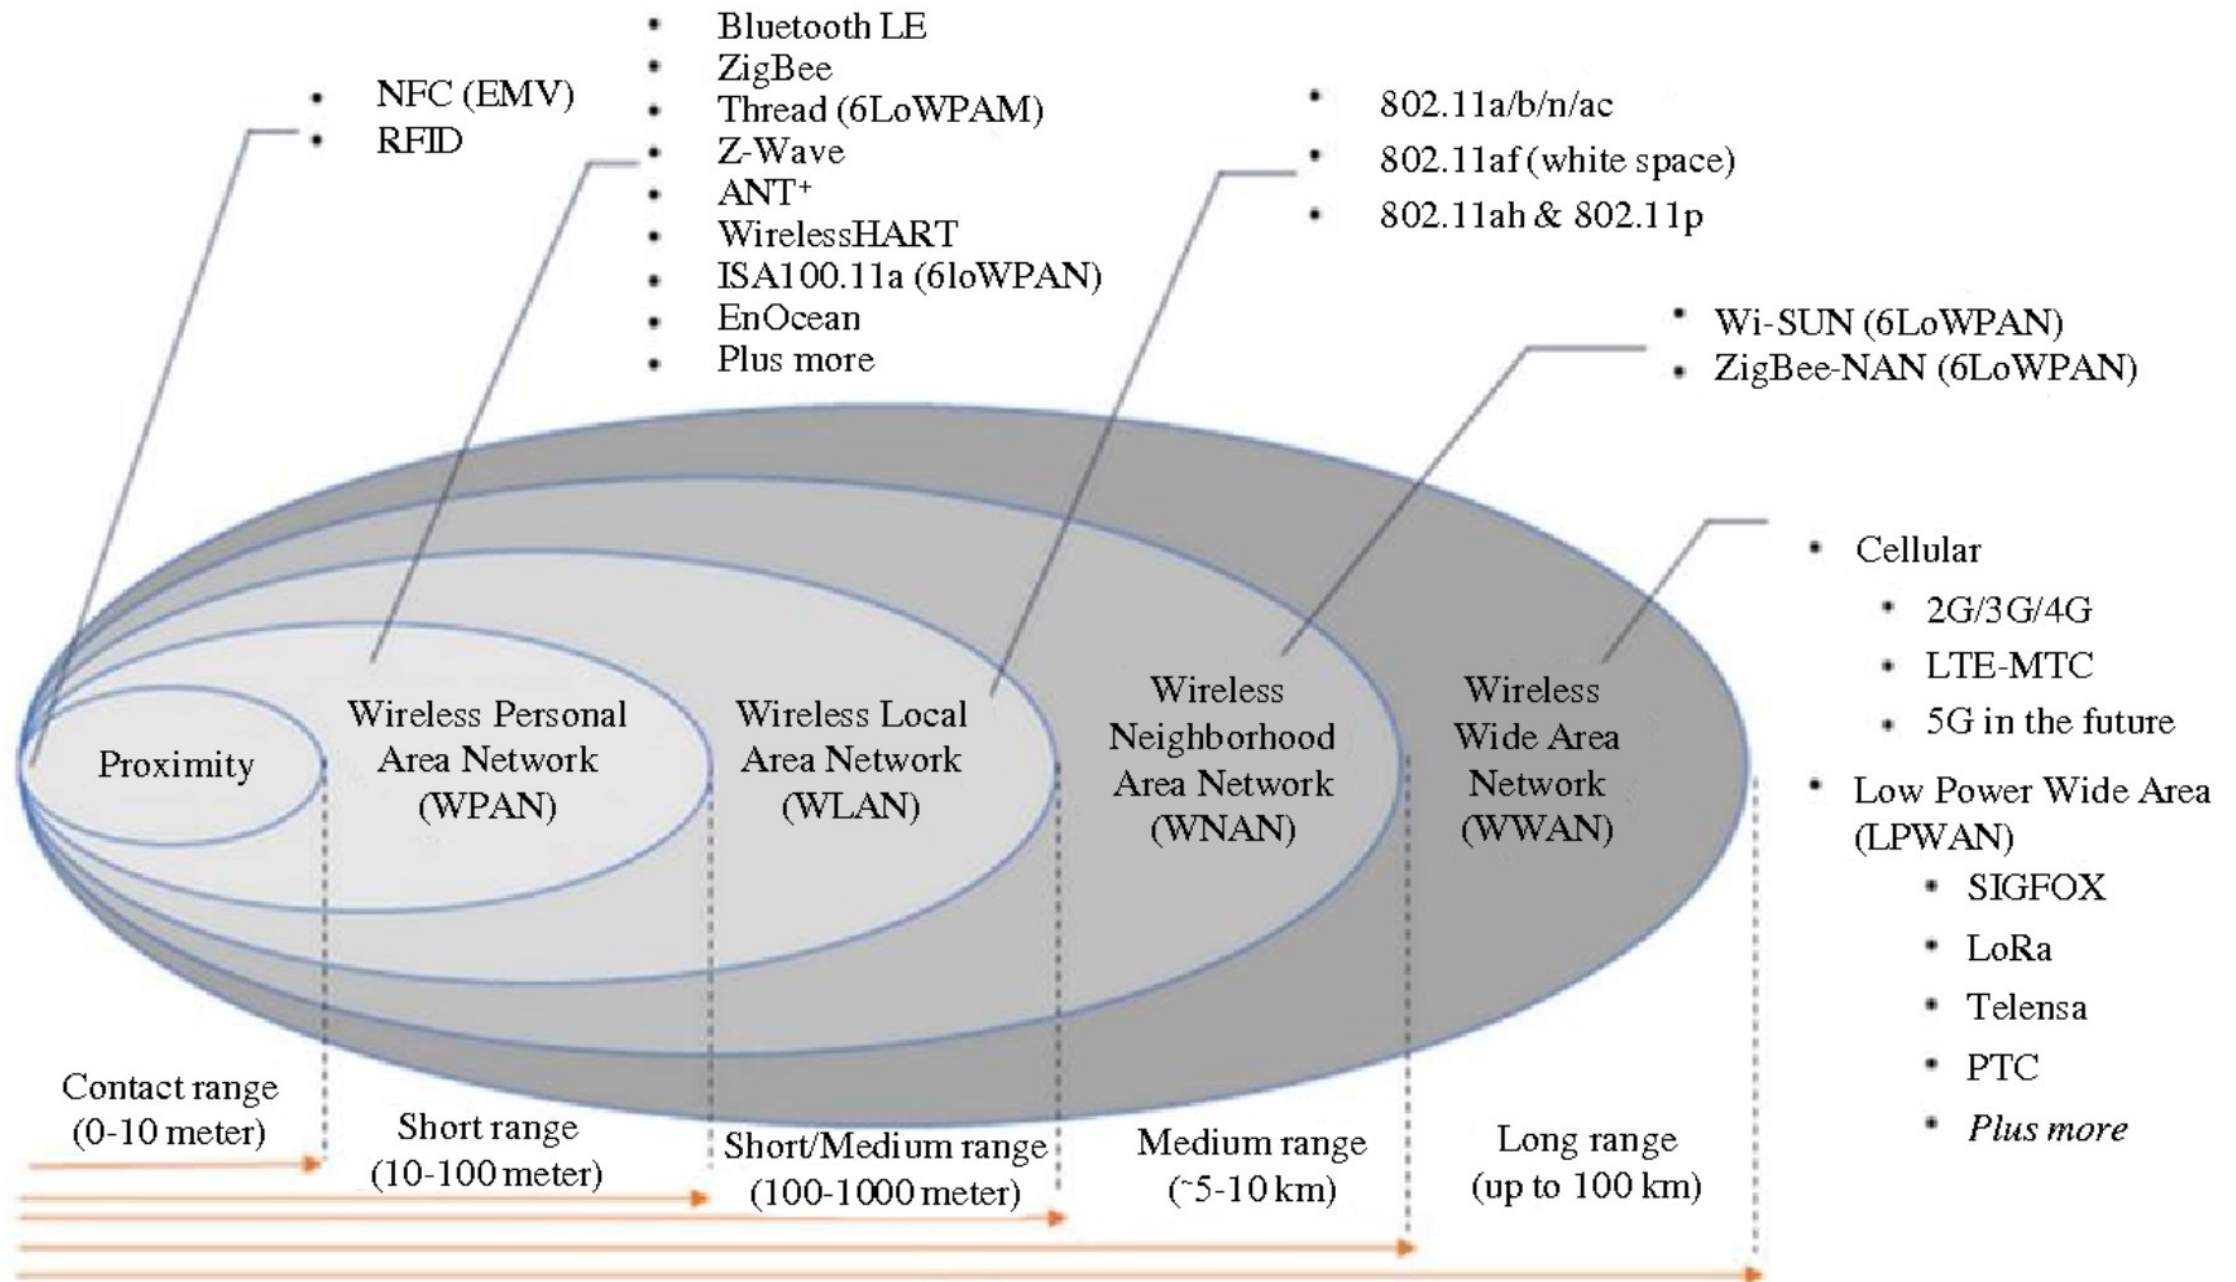 NFC (EMV)
RFID
Bluetooth LE
ZigBee
Thread (6LoWPAM)
Z-Wave
ANT+
WirelessHART
ISA100.11a (6loWPAN)
EnOcean
Plus more
802.11a/b/n/ac
802.11af (white space)
802.11ah & 802.11p
Wi-SUN (6LoWPAN)
ZigBee-NAN (6LoWPAN)
Cellular
2G/3G/4G
LTE-MTC
5G in the future
Low Power Wide Area
(LPWAN)
SIGFOX
LoRa
Telensa
PTC
Plus more
Proximity
Wireless Personal
Area Network
(WPAN)
Wireless Local
Area Network
(WLAN)
Wireless
Neighborhood
Area Network
(WNAN)
Wireless
Wide Area
Network
(WWAN)
Contact range
(0-10 meter)
Short range
(10-100 meter)
Short/Medium range
(100-1000 meter)
Medium range
(~5-10 km)
Long range
(up to 100 km)